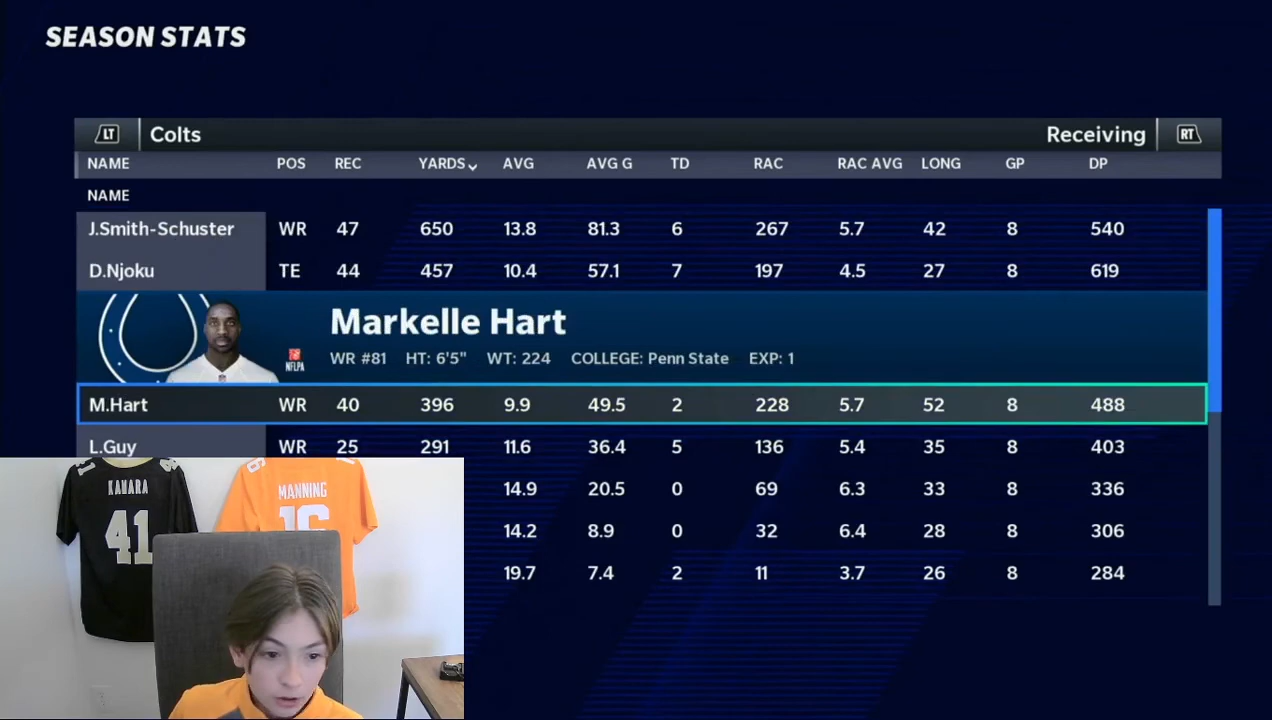 SEASON STATS
LT Colts Receiving RT
NAME POS REC YARDS AVG AVG G TD RAC RAC AVG LONG GP DP
NAME
J.Smith-Schuster WR 47 650 13.8 81.3 6 267 5.7 42 8 540
D.Njoku TE 44 457 10.4 57.1 7 197 4.5 27 8 619
Markelle Hart
NFLPA WR #81 HT: 6'5" WT: 224 COLLEGE: Penn State EXP: 1
M.Hart WR 40 396 9.9 49.5 2 228 5.7 52 8 488
L.Guy WR 25 291 11.6 36.4 5 136 5.4 35 8 403
14.9 20.5 0 69 6.3 33 8 336
14.2 8.9 0 32 6.4 28 8 306
19.7 7.4 2 11 3.7 26 8 284
41 16
KAMARA MANNING
41 16